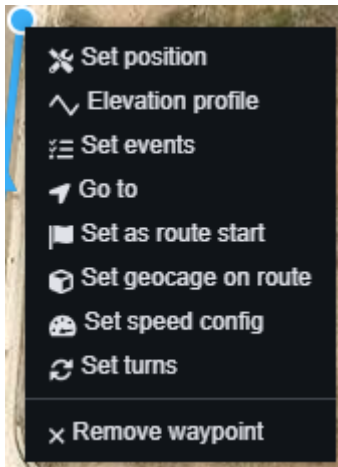 Set position
Elevation profile
Set events
Go to
Set as route start
Set geocage on route
Set speed config
Set turns
Remove waypoint